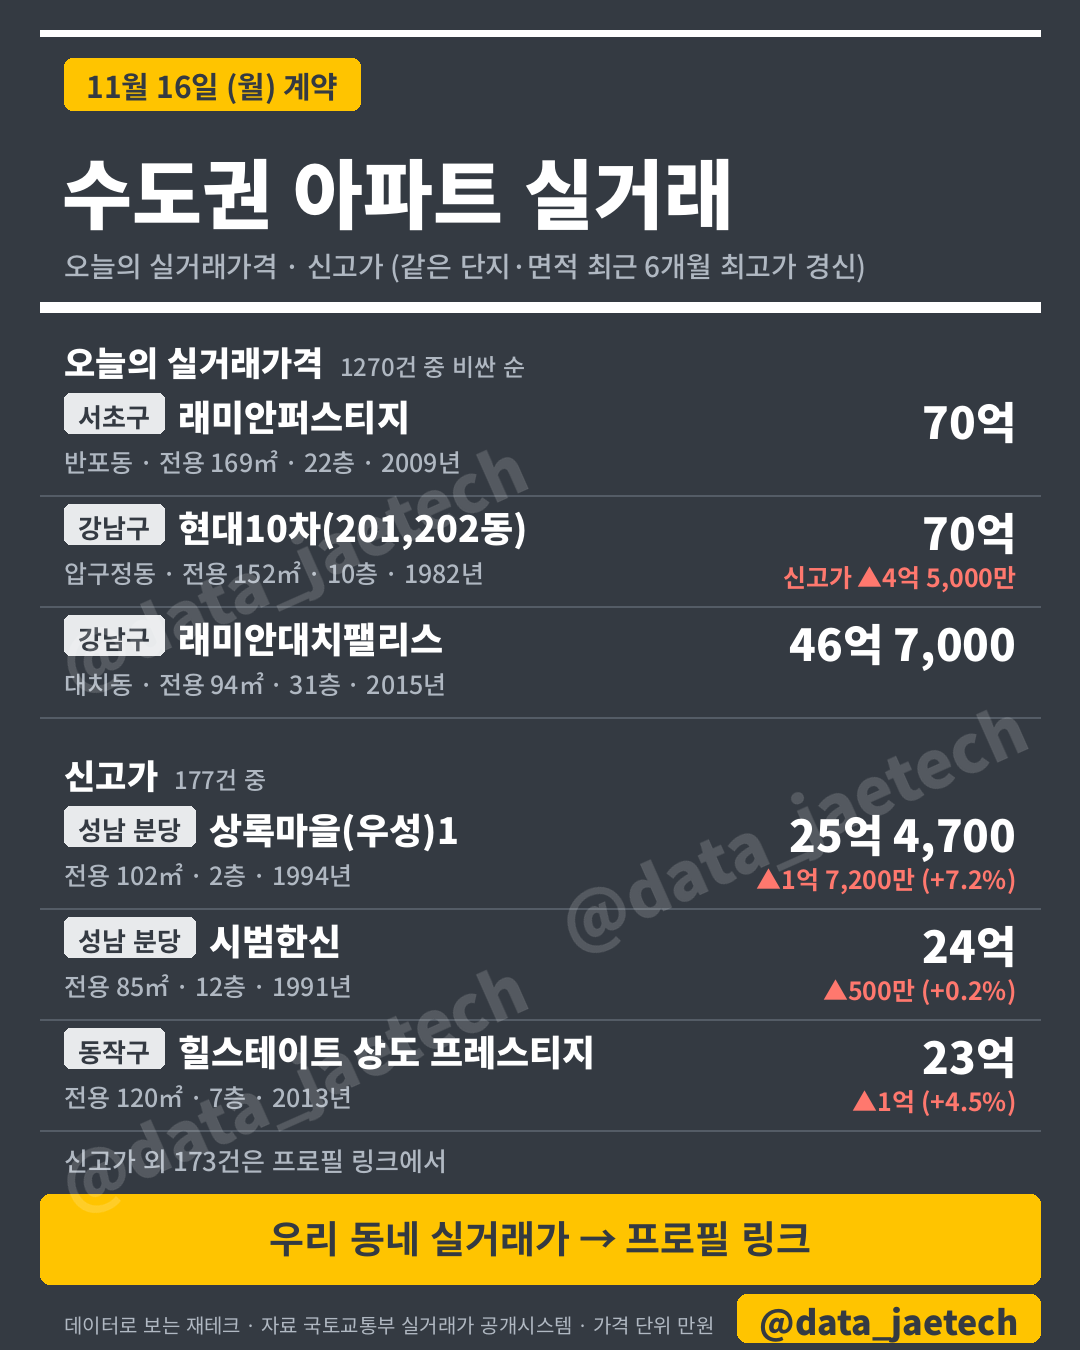 11월 16일 (월) 계약
수도권 아파트 실거래
오늘의 실거래가격 · 신고가 (같은 단지·면적 최근 6개월 최고가 경신)
오늘의 실거래가격 1270건 중 비싼 순
서초구 래미안퍼스티지 70억
반포동 · 전용 169㎡ · 22층 · 2009년
강남구 현대10차(201,202동) 70억
압구정동 · 전용 152㎡ · 10층 · 1982년 신고가 ▲4억 5,000만
강남구 래미안대치팰리스 46억 7,000
대치동 · 전용 94㎡ · 31층 · 2015년
신고가 177건 중
성남 분당 상록마을(우성)1 25억 4,700
전용 102㎡ · 2층 · 1994년 ▲1억 7,200만 (+7.2%)
성남 분당 시범한신 24억
전용 85㎡ · 12층 · 1991년 ▲500만 (+0.2%)
동작구 힐스테이트 상도 프레스티지 23억
전용 120㎡ · 7층 · 2013년 ▲1억 (+4.5%)
신고가 외 173건은 프로필 링크에서
우리 동네 실거래가 → 프로필 링크
데이터로 보는 재테크 · 자료 국토교통부 실거래가 공개시스템 · 가격 단위 만원 @data_jaetech
@data_jaetech
@data_jaetech
@data_jaetech